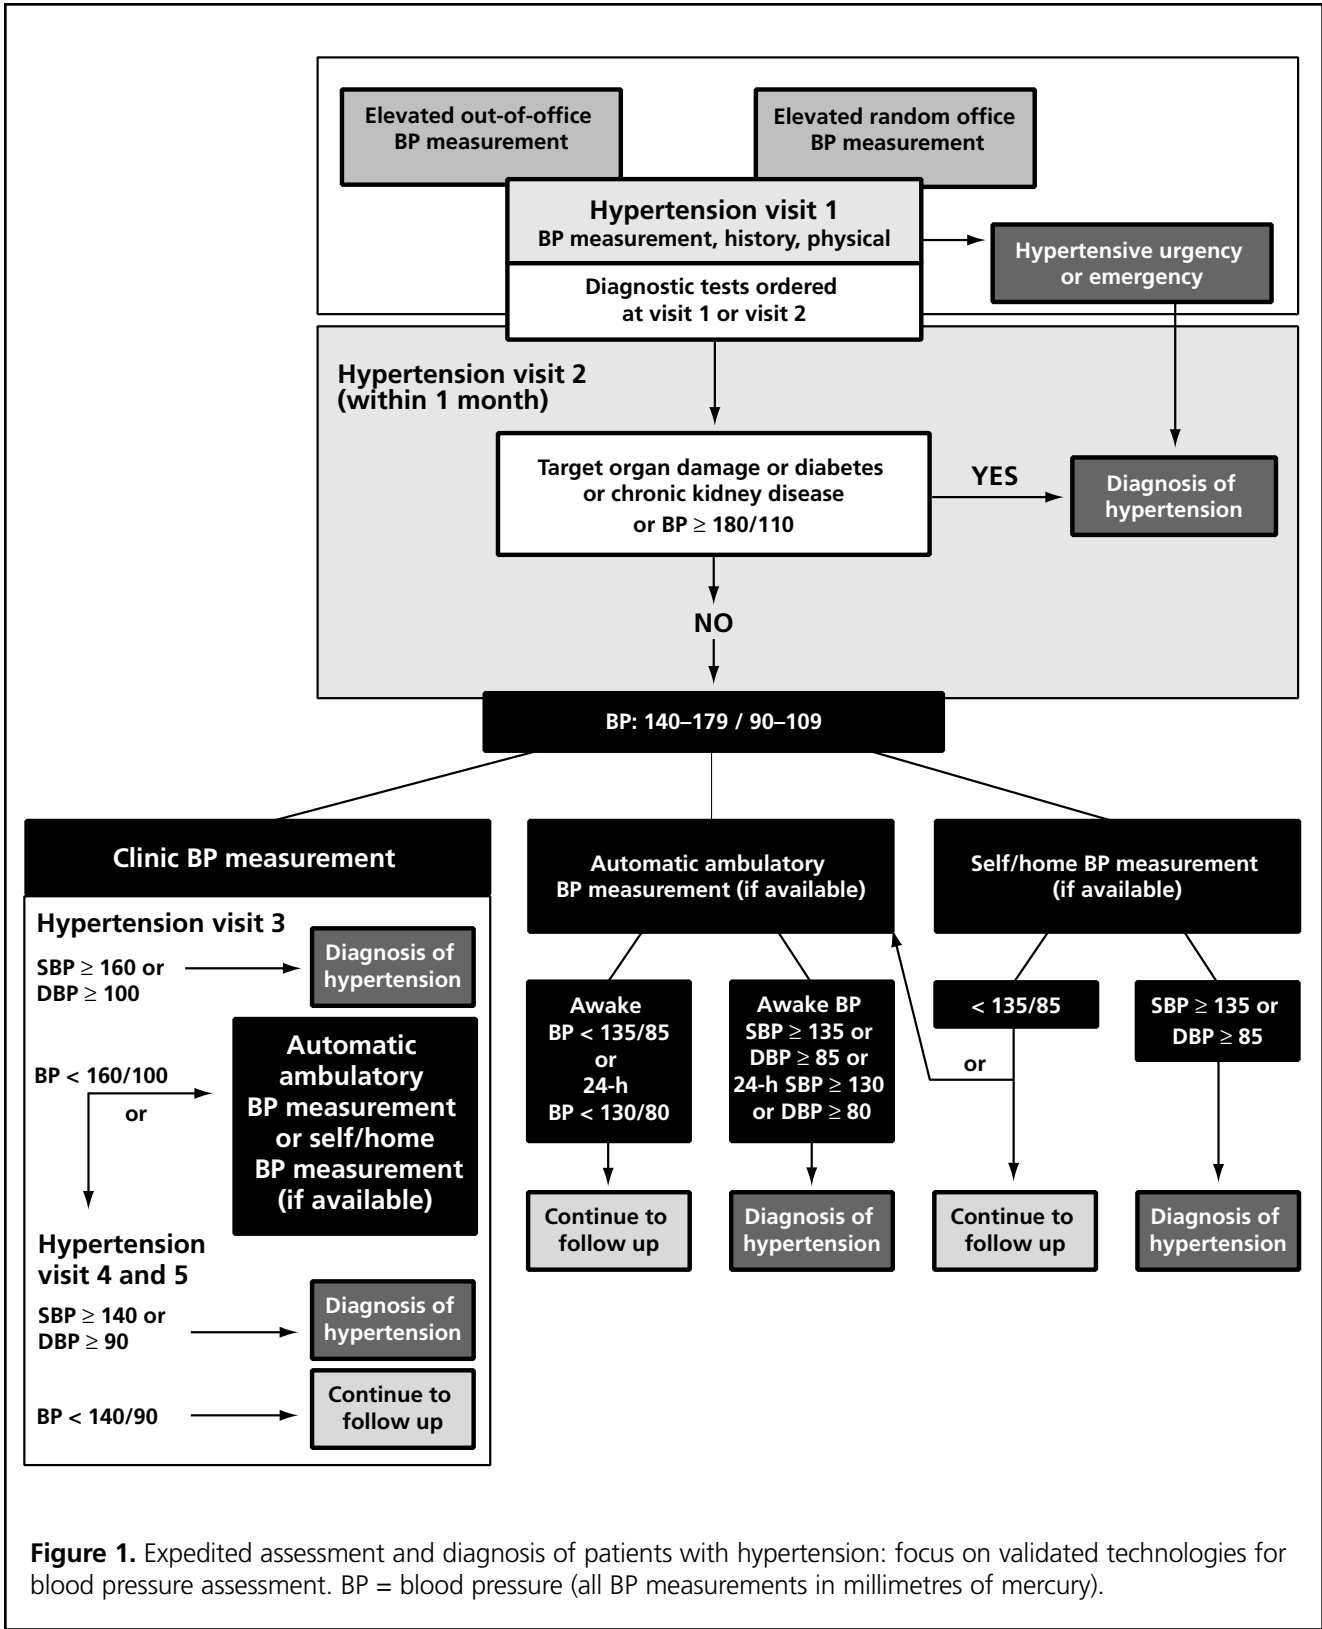 Elevated out-of-office
BP measurement
Elevated random office
BP measurement
Hypertension visit 1
BP measurement, history, physical
Diagnostic tests ordered
at visit 1 or visit 2
Hypertensive urgency
or emergency
Hypertension visit 2
(within 1 month)
Target organ damage or diabetes
or chronic kidney disease
or BP ≥ 180/110
YES
Diagnosis of
hypertension
NO
BP: 140–179 / 90–109
Clinic BP measurement
Hypertension visit 3
SBP ≥ 160 or
DBP ≥ 100
Diagnosis of
hypertension
BP < 160/100
or
Automatic
ambulatory
BP measurement
or self/home
BP measurement
(if available)
Hypertension
visit 4 and 5
SBP ≥ 140 or
DBP ≥ 90
Diagnosis of
hypertension
BP < 140/90
Continue to
follow up
Automatic ambulatory
BP measurement (if available)
Awake
BP < 135/85
or
24-h
BP < 130/80
Continue to
follow up
Awake BP
SBP ≥ 135 or
DBP ≥ 85 or
24-h SBP ≥ 130
or DBP ≥ 80
Diagnosis of
hypertension
Self/home BP measurement
(if available)
< 135/85
or
Continue to
follow up
SBP ≥ 135 or
DBP ≥ 85
Diagnosis of
hypertension
Figure 1. Expedited assessment and diagnosis of patients with hypertension: focus on validated technologies for
blood pressure assessment. BP = blood pressure (all BP measurements in millimetres of mercury).